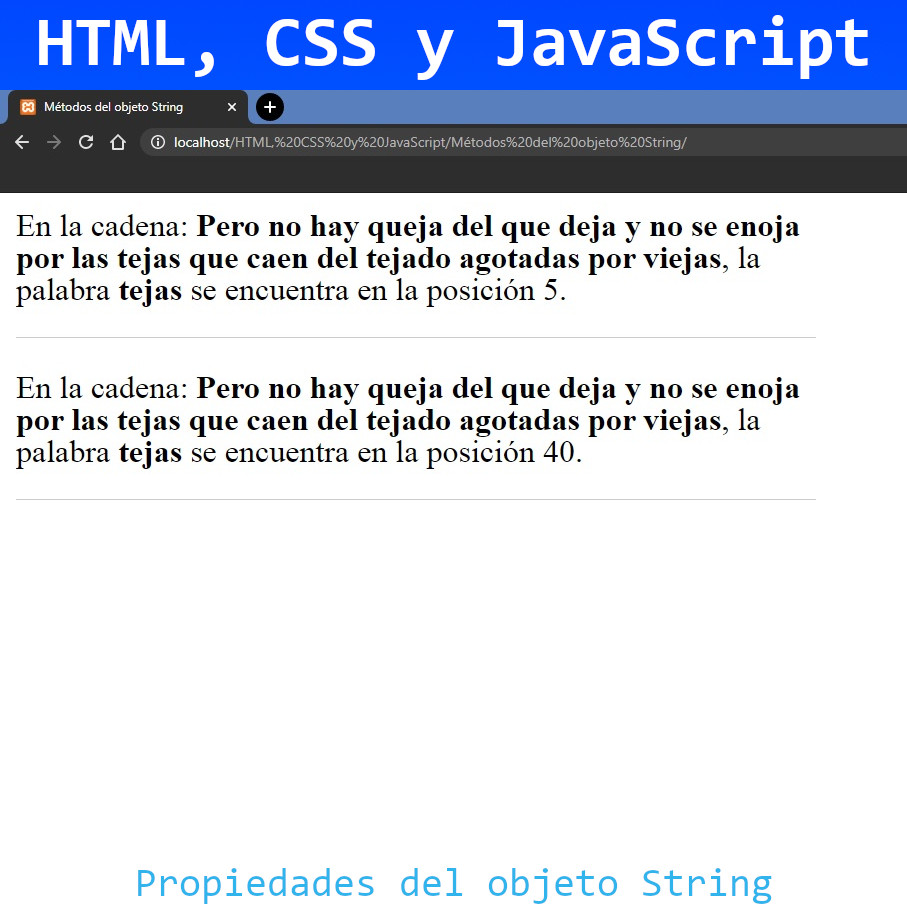 HTML, CSS y JavaScript
Métodos del objeto String
localhost/HTML,%20CSS%20y%20JavaScript/Métodos%20del%20objeto%20String/
En la cadena: Pero no hay queja del que deja y no se enoja
por las tejas que caen del tejado agotadas por viejas, la
palabra tejas se encuentra en la posición 5.
En la cadena: Pero no hay queja del que deja y no se enoja
por las tejas que caen del tejado agotadas por viejas, la
palabra tejas se encuentra en la posición 40.
Propiedades del objeto String